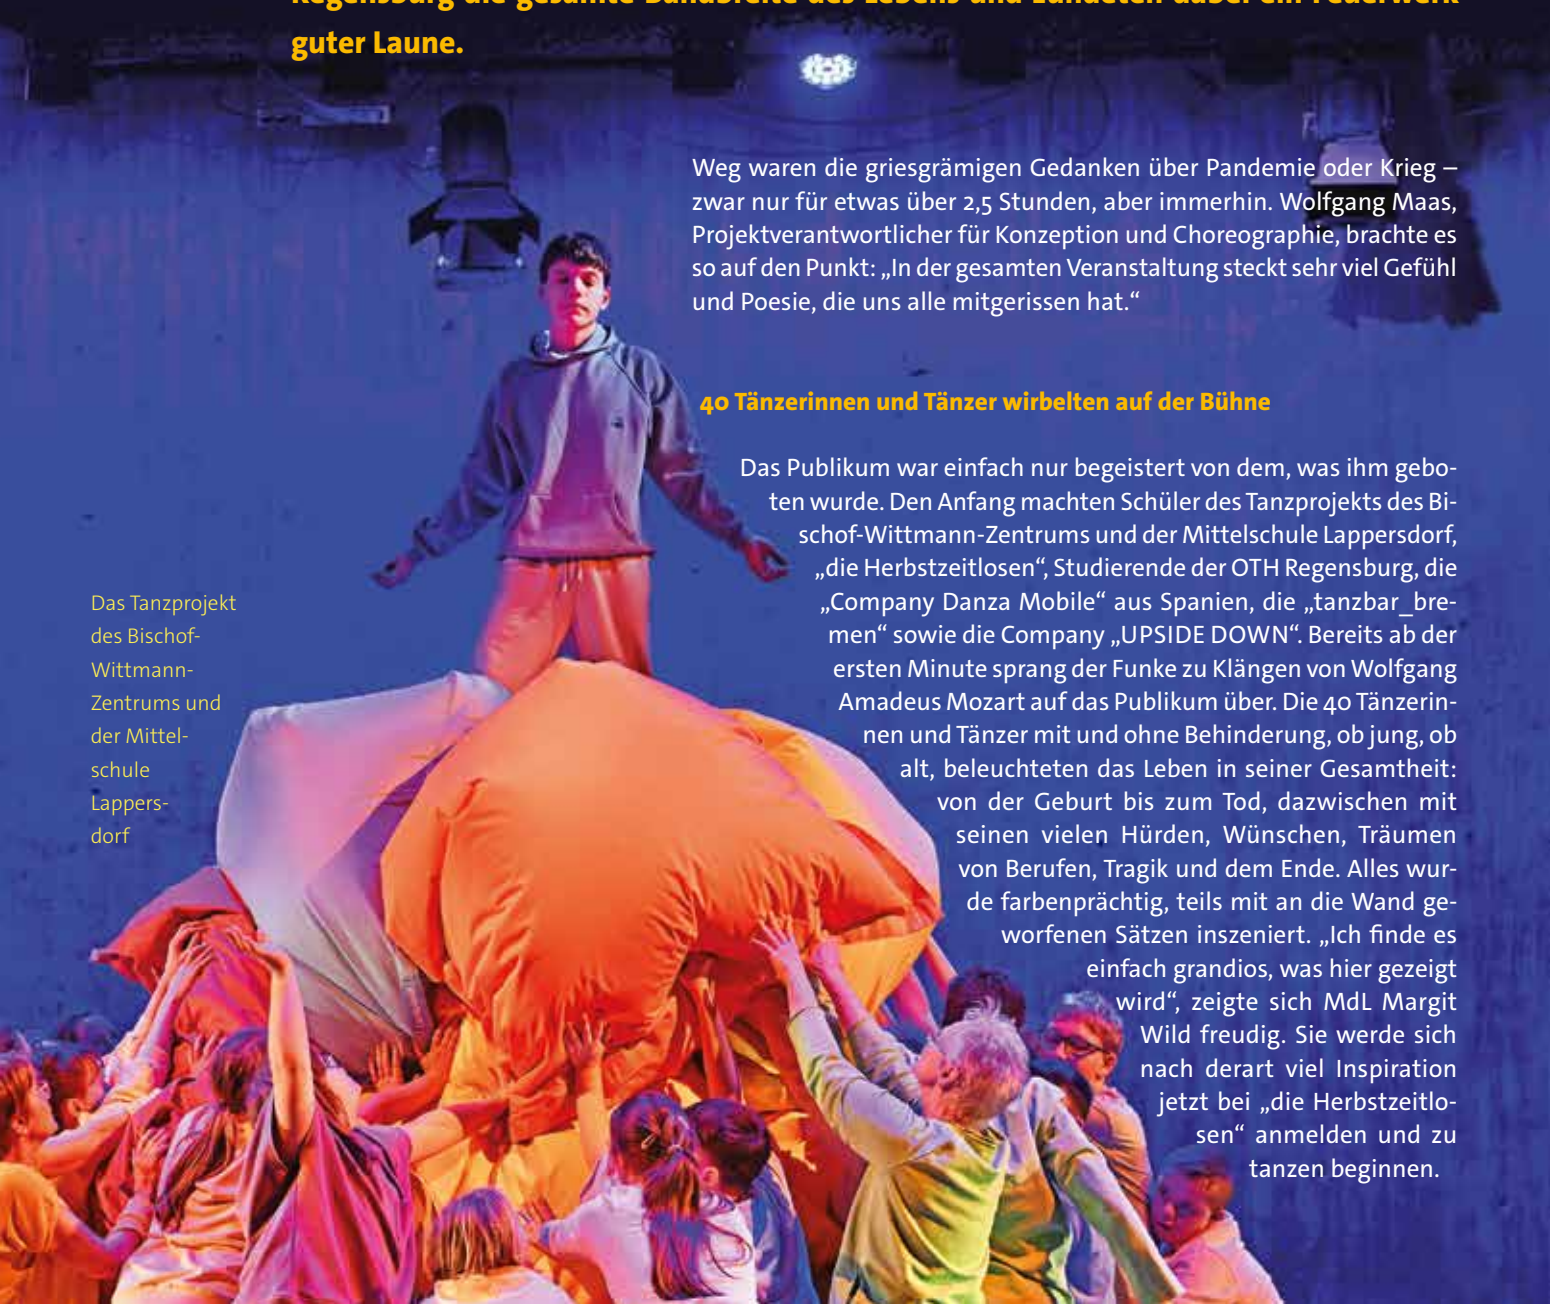 Regensburg die gesamte Bandbreite des Lebens und zündeten dabei ein Feuerwerk
guter Laune.
Weg waren die griesgrämigen Gedanken über Pandemie oder Krieg –
zwar nur für etwas über 2,5 Stunden, aber immerhin. Wolfgang Maas,
Projektverantwortlicher für Konzeption und Choreographie, brachte es
so auf den Punkt: „In der gesamten Veranstaltung steckt sehr viel Gefühl
und Poesie, die uns alle mitgerissen hat.“
40 Tänzerinnen und Tänzer wirbelten auf der Bühne
Das Publikum war einfach nur begeistert von dem, was ihm gebo-
ten wurde. Den Anfang machten Schüler des Tanzprojekts des Bi-
schof-Wittmann-Zentrums und der Mittelschule Lappersdorf,
„die Herbstzeitlosen“, Studierende der OTH Regensburg, die
„Company Danza Mobile“ aus Spanien, die „tanzbar_bre-
men“ sowie die Company „UPSIDE DOWN“. Bereits ab der
ersten Minute sprang der Funke zu Klängen von Wolfgang
Amadeus Mozart auf das Publikum über. Die 40 Tänzerin-
nen und Tänzer mit und ohne Behinderung, ob jung, ob
alt, beleuchteten das Leben in seiner Gesamtheit:
von der Geburt bis zum Tod, dazwischen mit
seinen vielen Hürden, Wünschen, Träumen
von Berufen, Tragik und dem Ende. Alles wur-
de farbenprächtig, teils mit an die Wand ge-
worfenen Sätzen inszeniert. „Ich finde es
einfach grandios, was hier gezeigt
wird“, zeigte sich MdL Margit
Wild freudig. Sie werde sich
nach derart viel Inspiration
jetzt bei „die Herbstzeitlo-
sen“ anmelden und zu
tanzen beginnen.
Das Tanzprojekt
des Bischof-
Wittmann-
Zentrums und
der Mittel-
schule
Lappers-
dorf